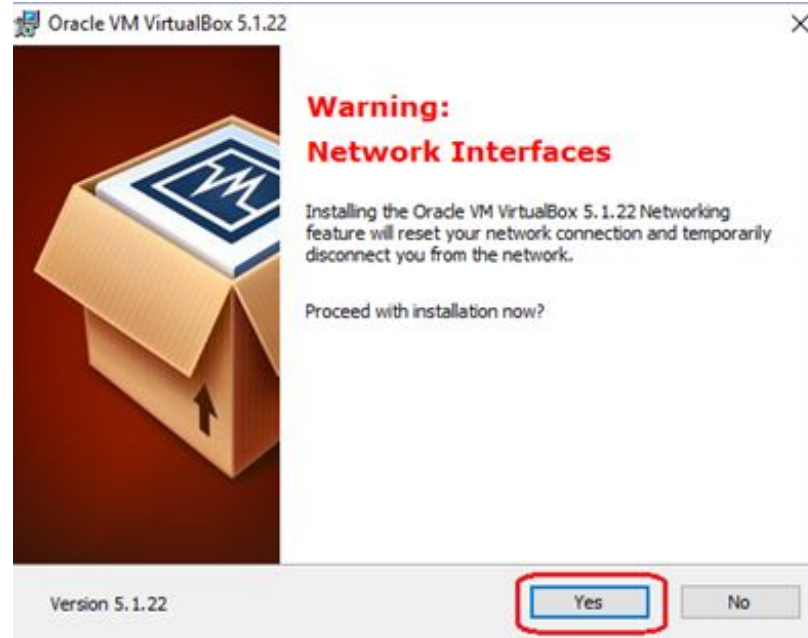 Oracle VM VirtualBox 5.1.22
Warning:
Network Interfaces
Installing the Oracle VM VirtualBox 5.1.22 Networking
feature will reset your network connection and temporarily
disconnect you from the network.
Proceed with installation now?
Version 5.1.22
Yes
No